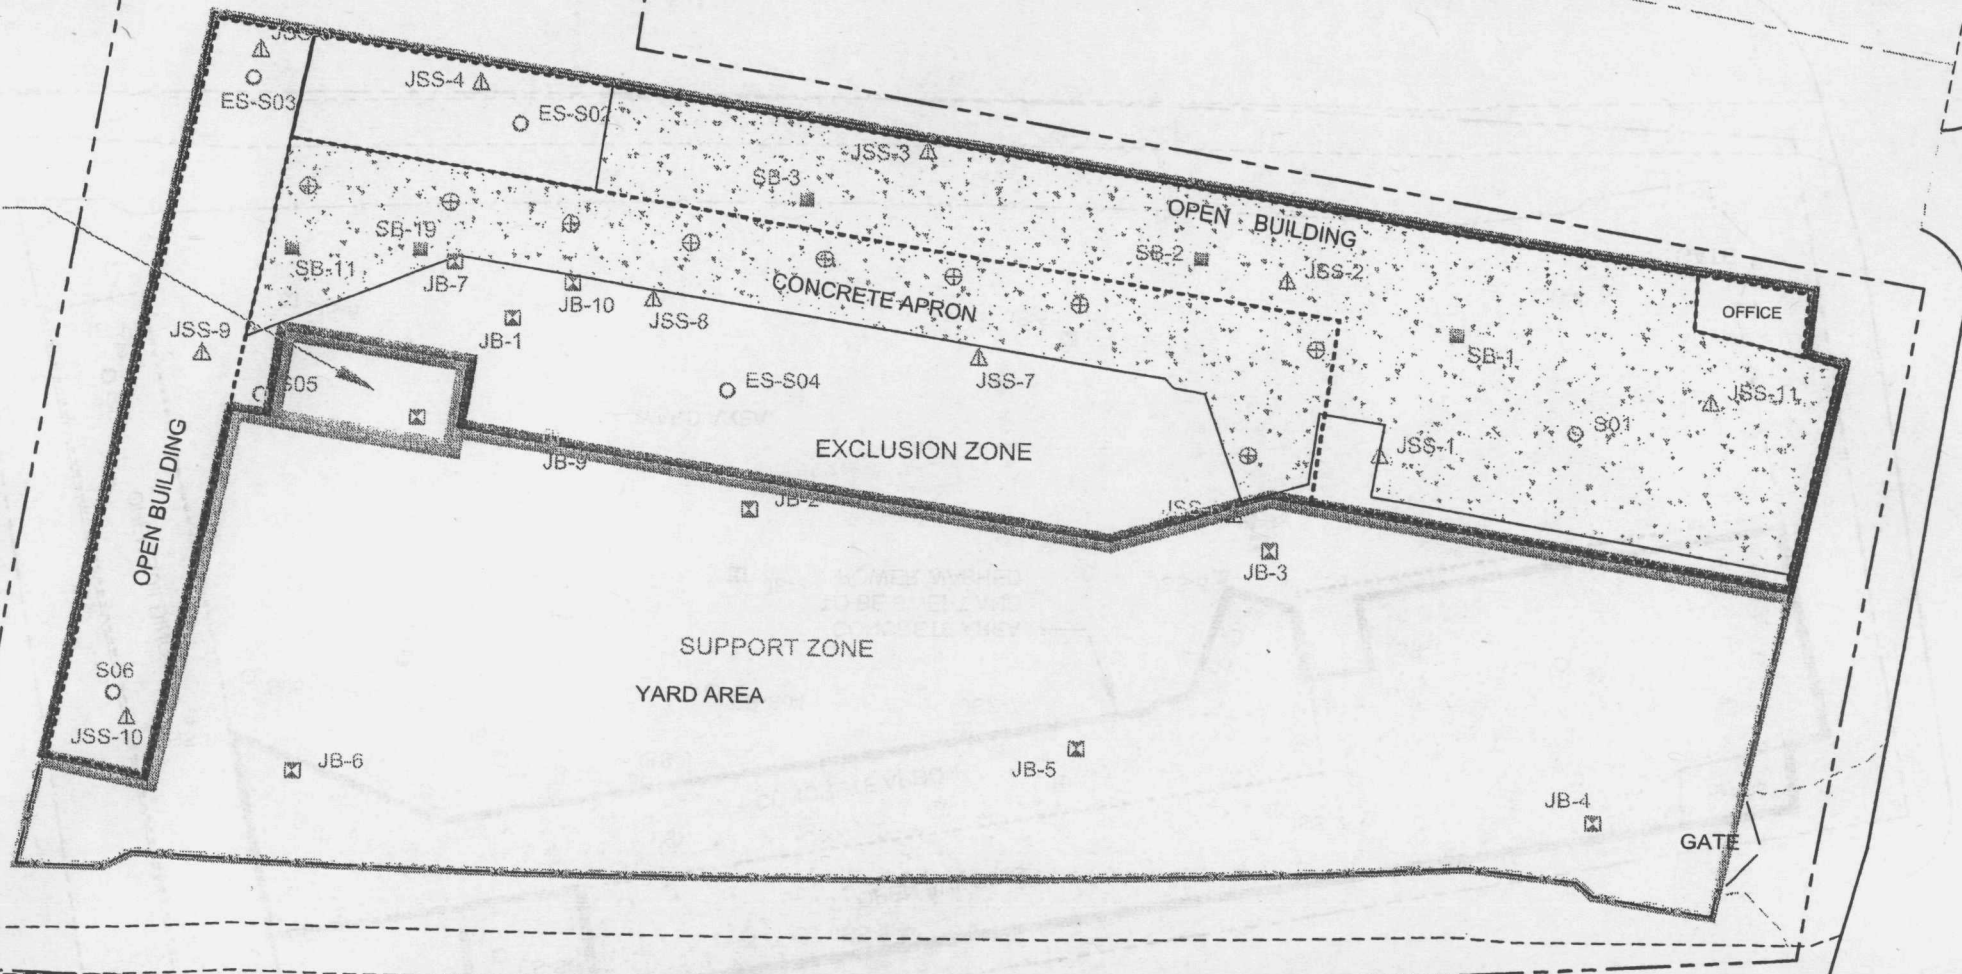 ES-S03
JSS-4
ES-S02
JSS-3
SB-3
OPEN BUILDING
SB-19
SB-11
JB-7
JB-10
SB-2
JSS-2
CONCRETE APRON
OFFICE
JSS-8
JSS-9
JB-1
SB-1
JSS-7
ES-S04
S05
JSS-11
S01
EXCLUSION ZONE
JSS-1
JB-9
OPEN BUILDING
JB-2
JB-3
SUPPORT ZONE
YARD AREA
S06
JSS-10
JB-6
JB-5
JB-4
GATE